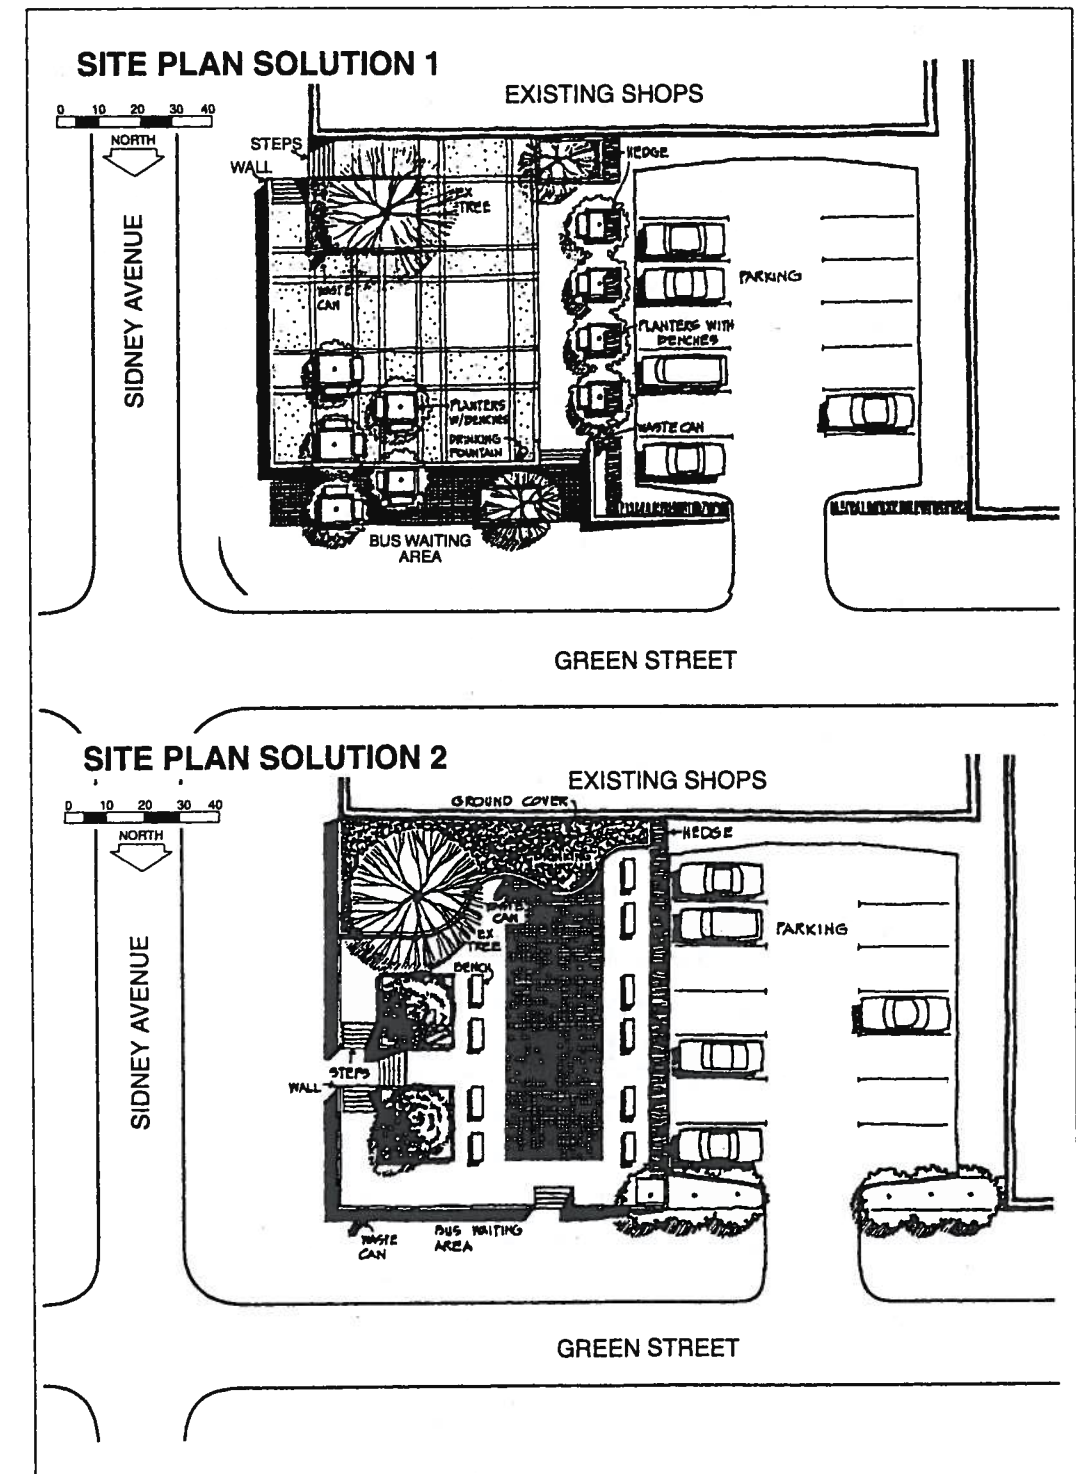 SITE PLAN SOLUTION 1
EXISTING SHOPS
0 10 20 30 40
NORTH
STEPS
WALL
HEDGE
EX
TREE
SIDNEY AVENUE
WASTE
CAN
PARKING
PLANTERS WITH
BENCHES
PLANTERS
W/BENCHES
DRINKING
FOUNTAIN
WASTE CAN
BUS WAITING
AREA
GREEN STREET
SITE PLAN SOLUTION 2
EXISTING SHOPS
0 10 20 30 40
NORTH
GROUND COVER
HEDGE
DRINKING
FOUNTAIN
WASTE
CAN
EX
TREE
BENCH
PARKING
SIDNEY AVENUE
STEPS
WALL
WASTE
CAN
BUS WAITING
AREA
GREEN STREET